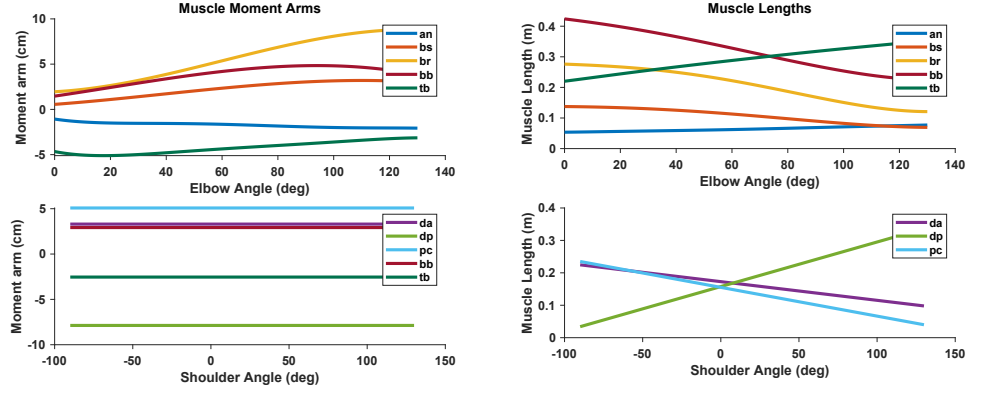 Muscle Moment Arms
Moment arm (cm)
10
5
0
-5
0 20 40 60 80 100 120 140
Elbow Angle (deg)
an
bs
br
bb
tb
Muscle Lengths
Muscle Length (m)
0.4
0.3
0.2
0.1
0
0 20 40 60 80 100 120 140
Elbow Angle (deg)
an
bs
br
bb
tb
Moment arm (cm)
5
0
-5
-10
-100 -50 0 50 100 150
Shoulder Angle (deg)
da
dp
pc
bb
tb
Muscle Length (m)
0.4
0.3
0.2
0.1
0
-100 -50 0 50 100 150
Shoulder Angle (deg)
da
dp
pc